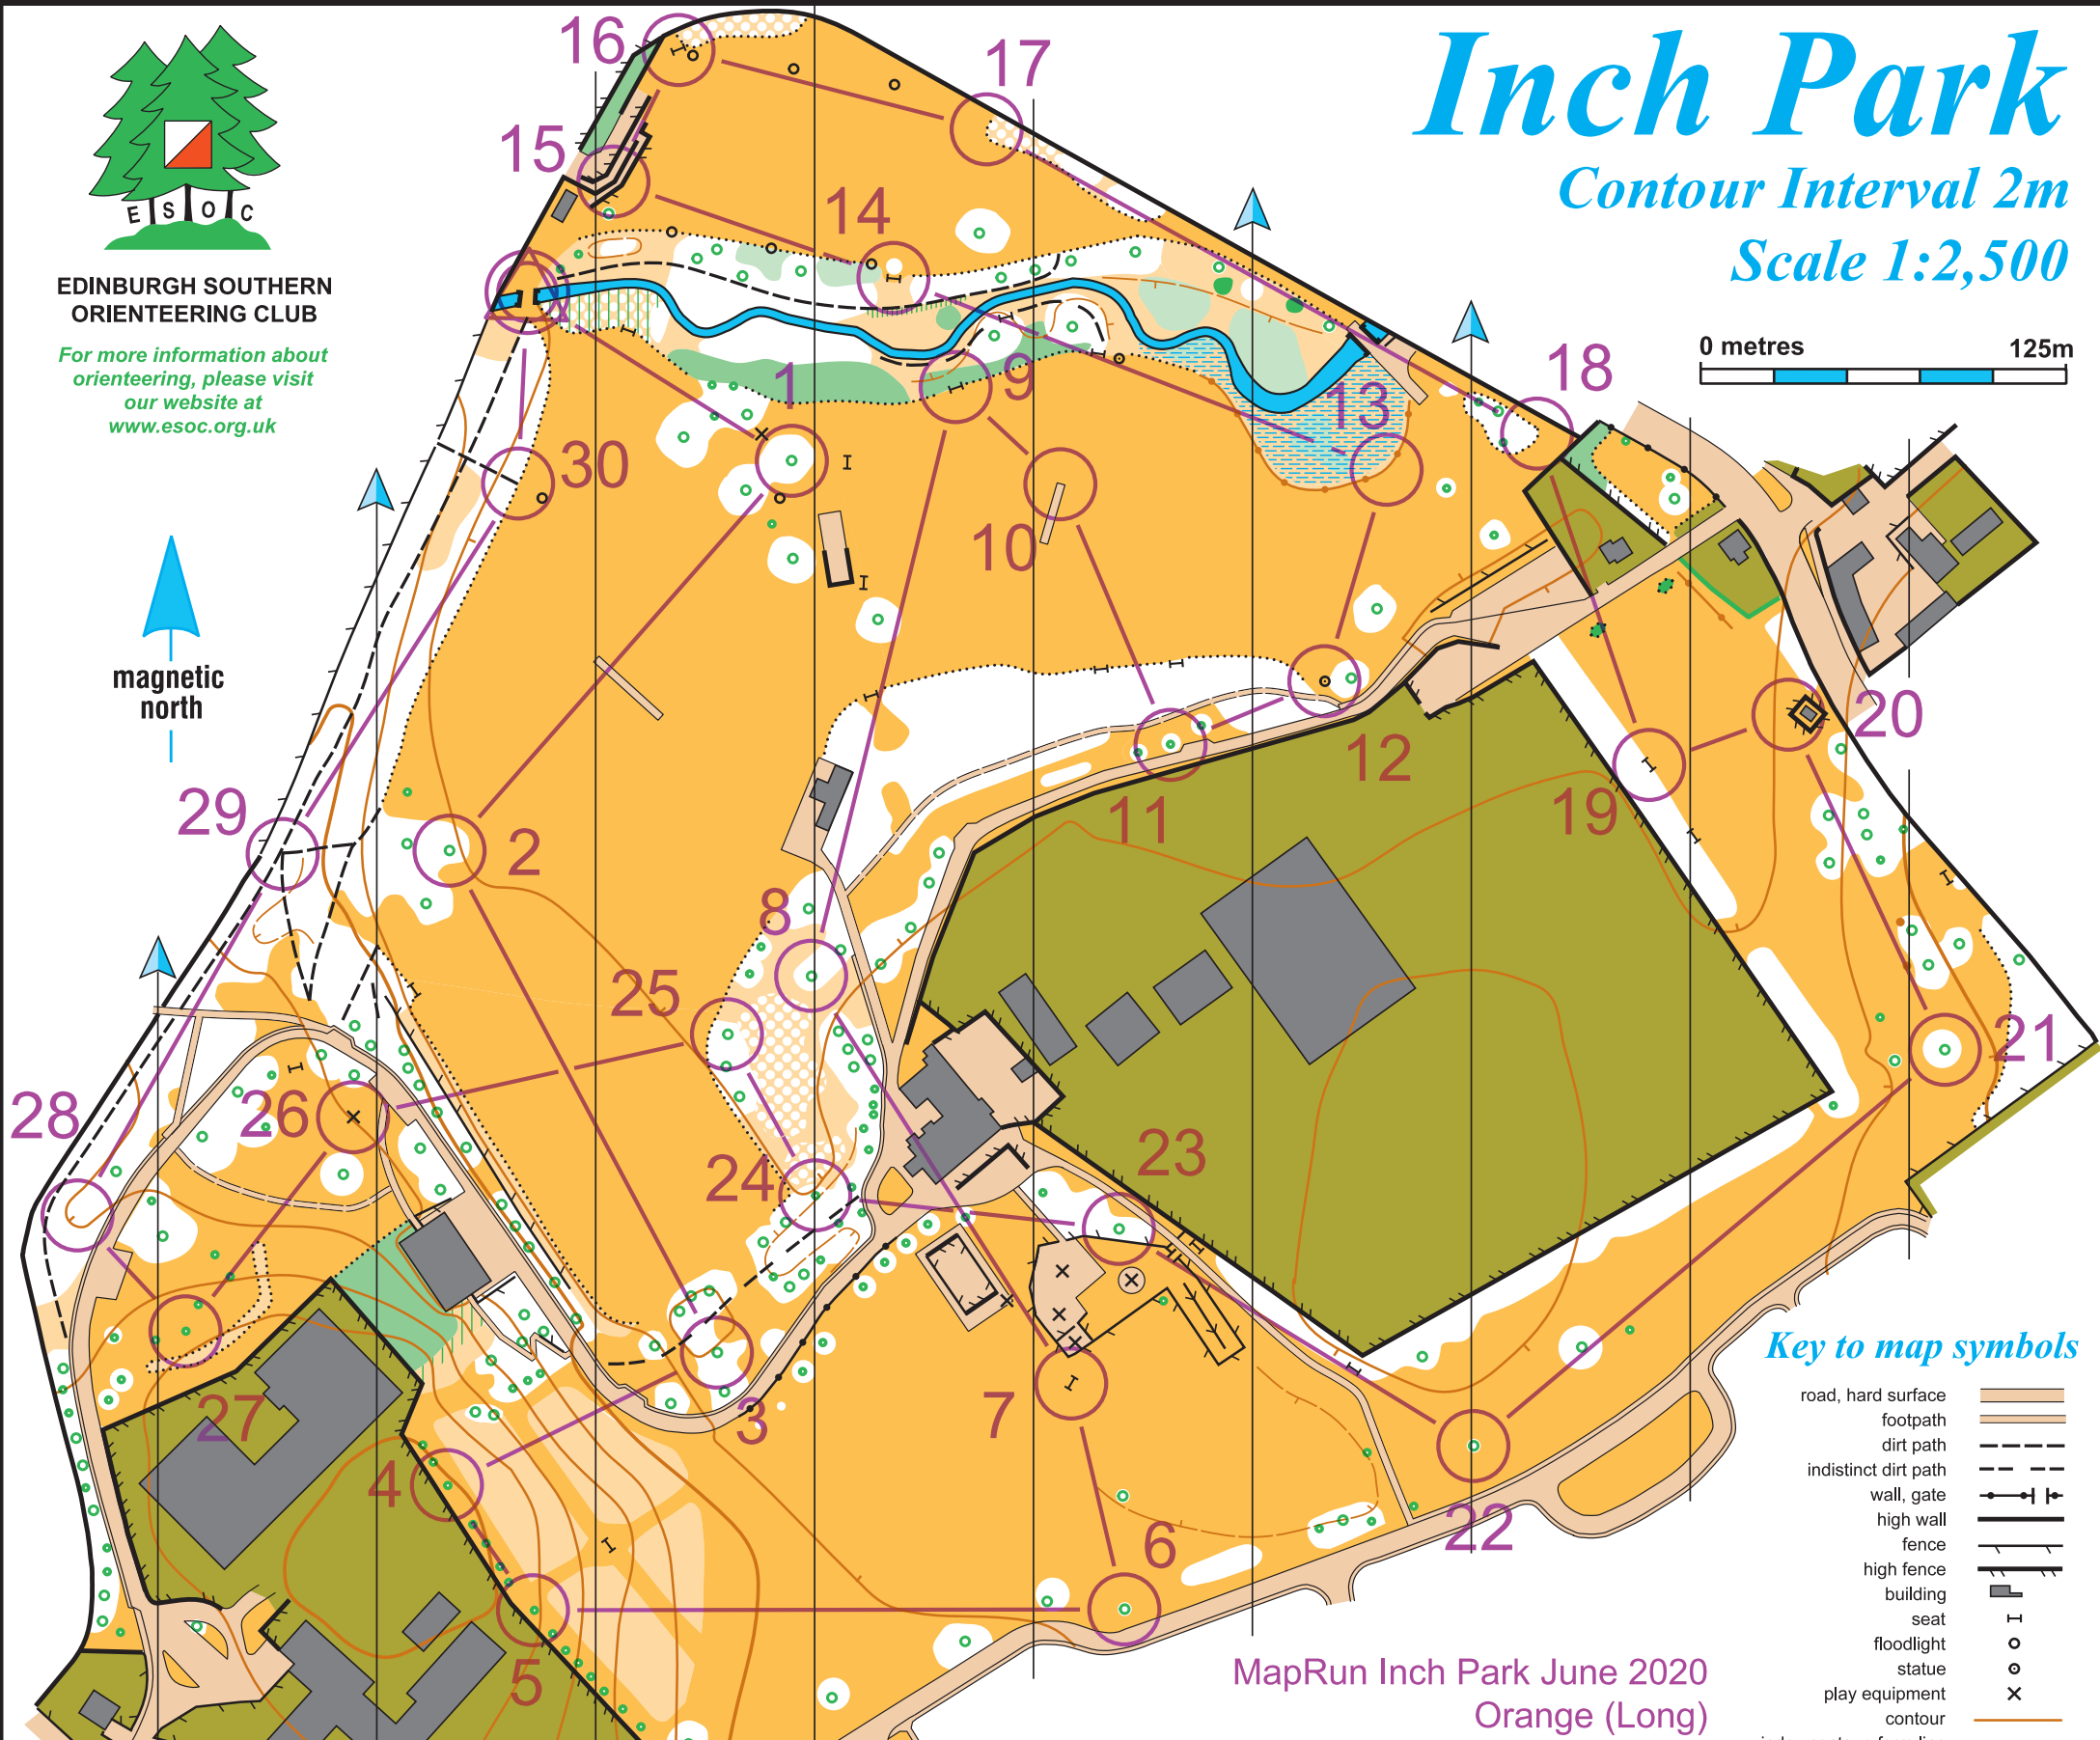 Inch Park
Contour Interval 2m
Scale 1:2,500
0 metres 125m
E S O C
EDINBURGH SOUTHERN
ORIENTEERING CLUB
For more information about
orienteering, please visit
our website at
www.esoc.org.uk
magnetic
north
16
17
15
14
1
9
13
18
30
10
2
29
12
11
19
20
8
25
21
28
26
24
23
27
3
7
4
22
6
5
Key to map symbols
road, hard surface
footpath
dirt path
indistinct dirt path
wall, gate
high wall
fence
high fence
building
seat
floodlight
statue
play equipment
contour
MapRun Inch Park June 2020
Orange (Long)